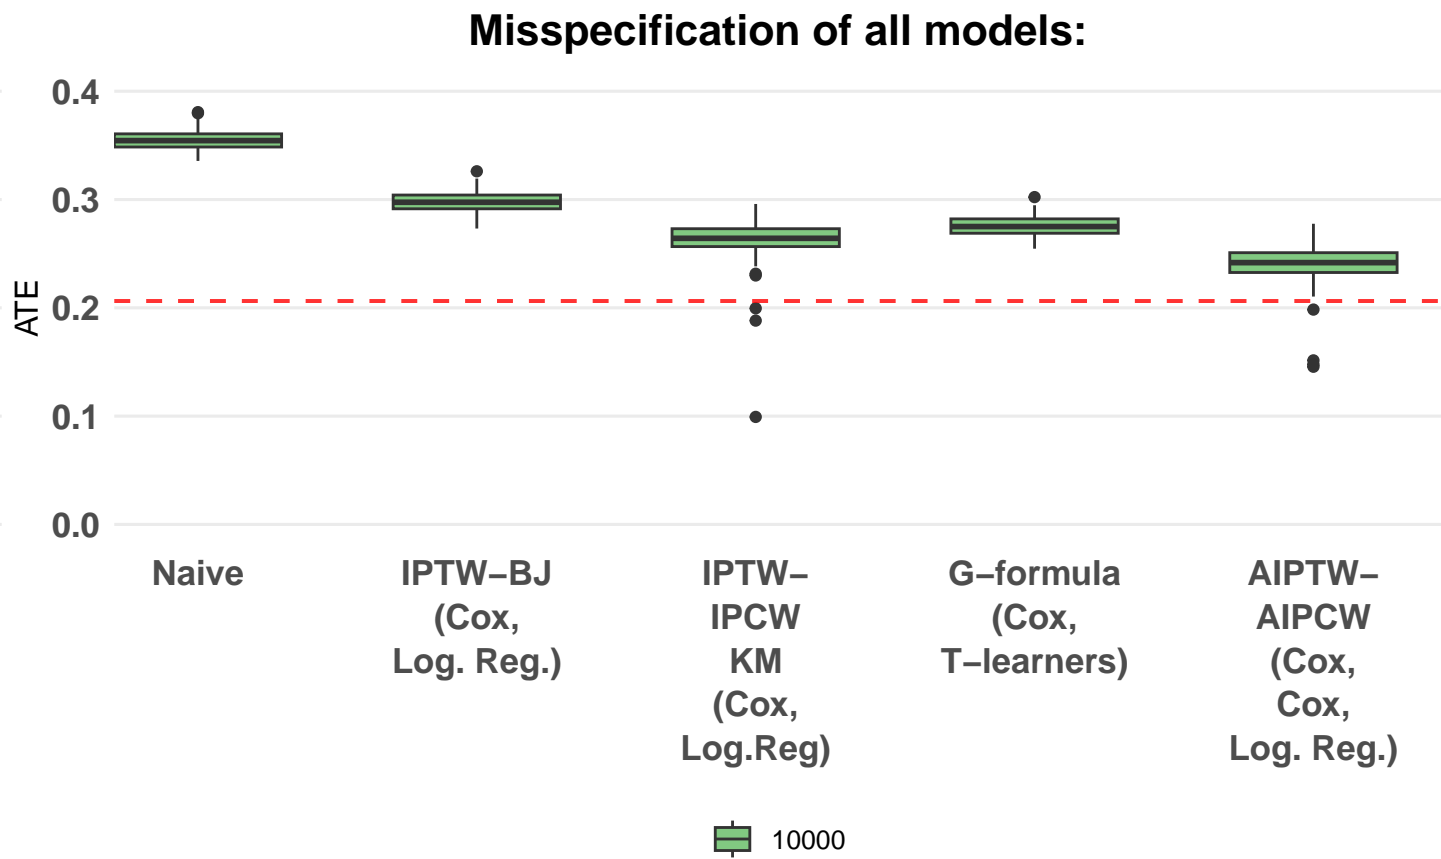 Misspecification of all models:
0.4
0.3
0.2
0.1
0.0
ATE
Naive
IPTW−BJ
(Cox,
Log. Reg.)
IPTW−
IPCW
KM
(Cox,
Log.Reg)
G−formula
(Cox,
T−learners)
AIPTW−
AIPCW
(Cox,
Cox,
Log. Reg.)
10000